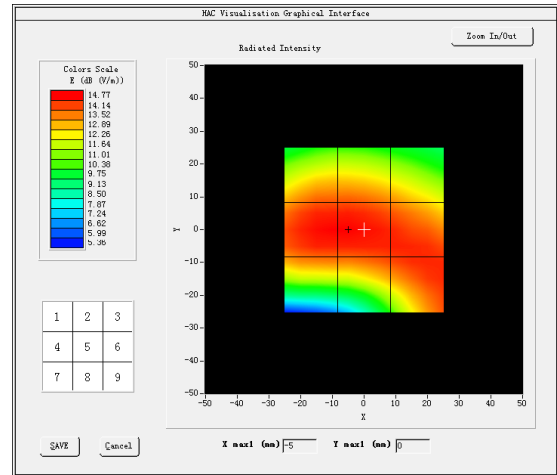 HAC Visualisation Graphical Interface
Zoom In/Out
Radiated Intensity
Colors Scale
E (dB (V/m))
14.77
14.14
13.52
12.89
12.26
11.64
11.01
10.38
9.75
9.13
8.50
7.87
7.24
6.62
5.99
5.36
50
40
30
20
10
0
-10
-20
-30
-40
-50
Y
-50 -40 -30 -20 -10 0 10 20 30 40 50
X
1 2 3
4 5 6
7 8 9
SAVE Cancel
X max1 (mm) -5 Y max1 (mm) 0